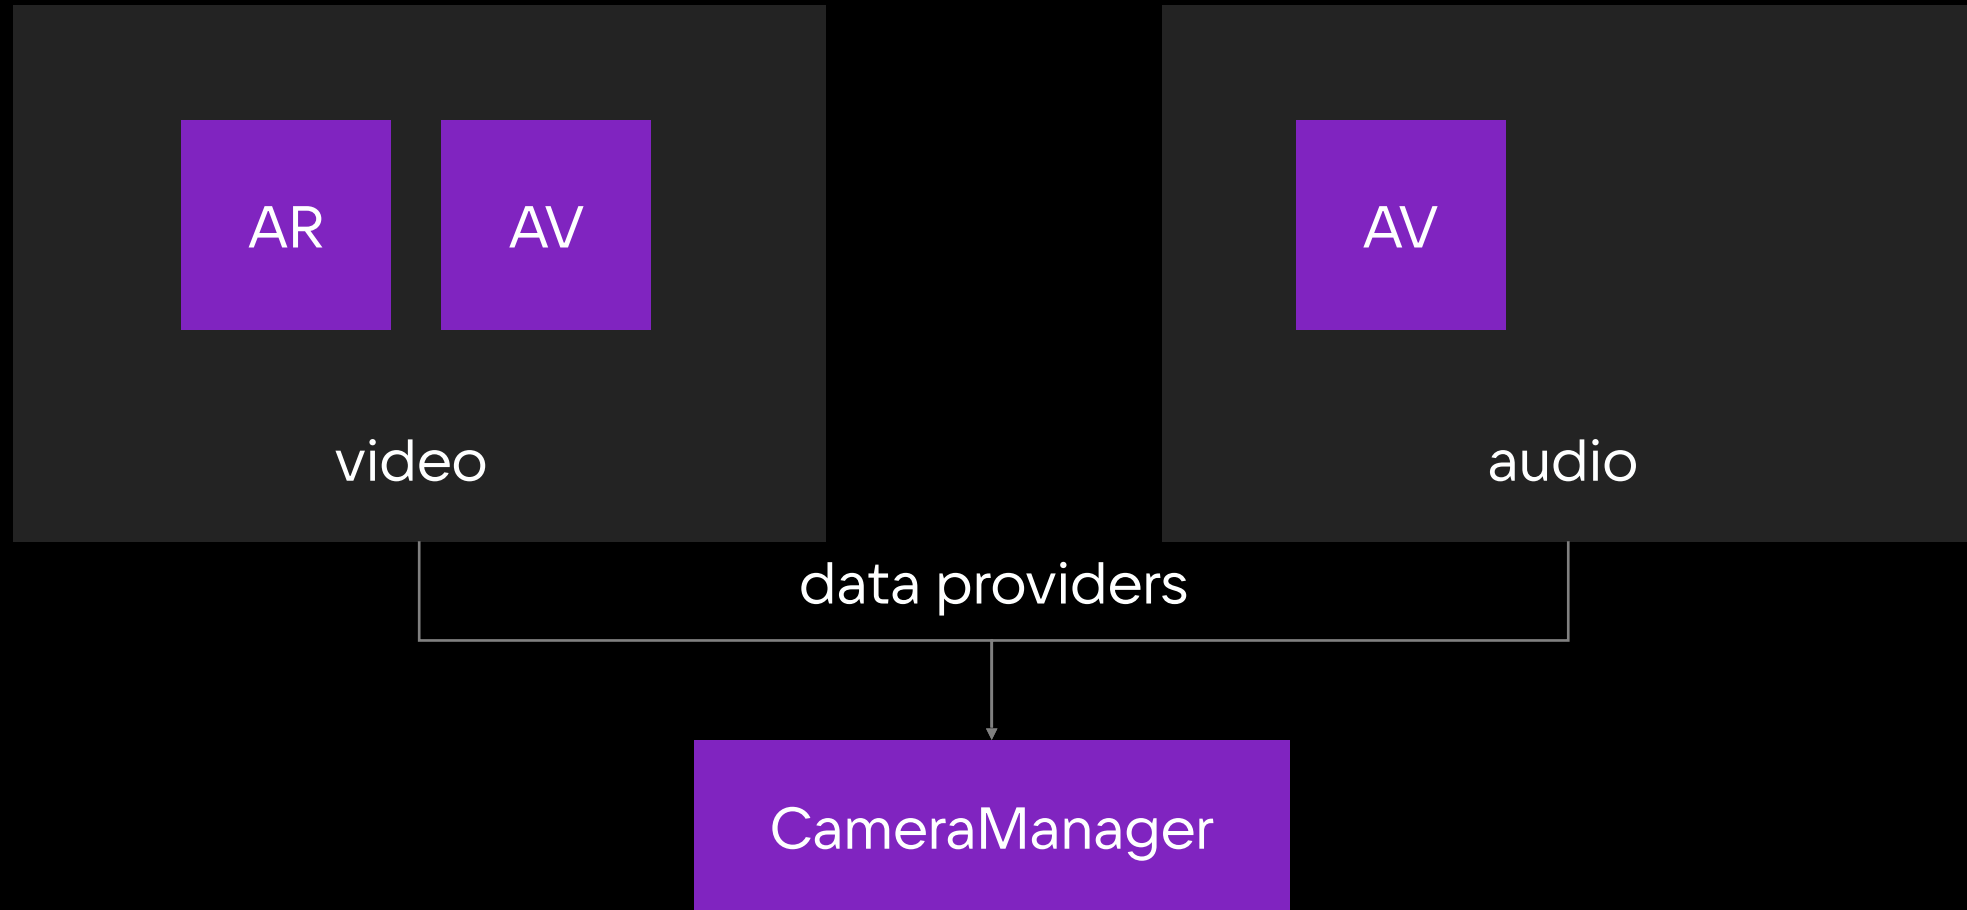 AR
AV
video
AV
audio
data providers
CameraManager